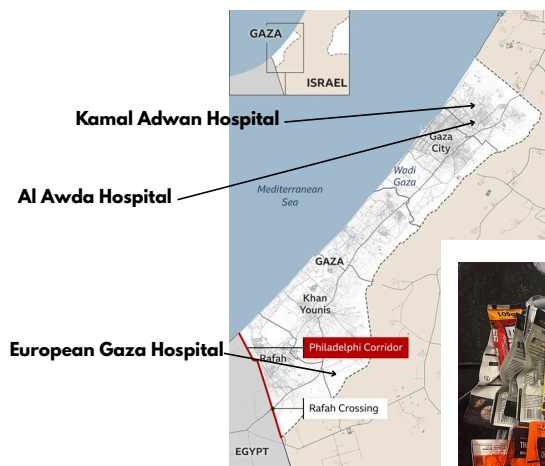 GAZA
ISRAEL
Kamal Adwan Hospital
Gaza
City
Al Awda Hospital
Wadi
Gaza
Mediterranean
Sea
GAZA
Khan
Younis
European Gaza Hospital
Philadelphi Corridor
Rafah
Rafah Crossing
EGYPT